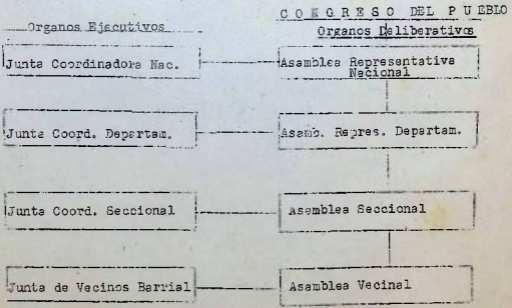 CONGRESO DEL PUEBLO
Organos Ejecutivos
Organos Deliberativos
Junta Coordinadora Nac.
Asamblea Representativa
Nacional
Junta Coord. Departam.
Asamb. Repres. Departam.
Junta Coord. Seccional
Asamblea Seccional
Junta de Vecinos Barrial
Asamblea Vecinal